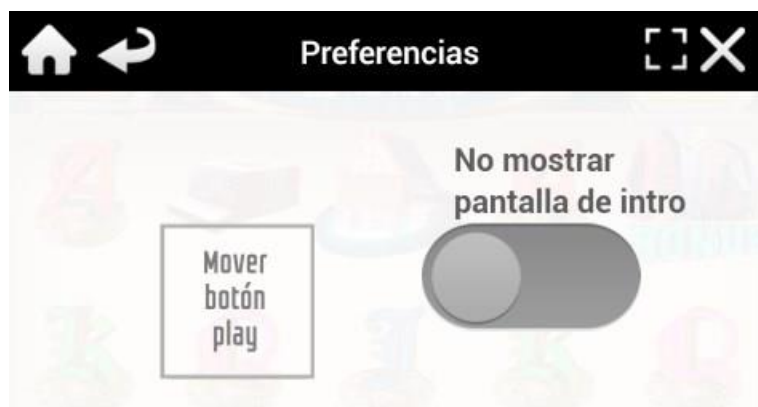 Preferencias
No mostrar
pantalla de intro
Mover
botón
play